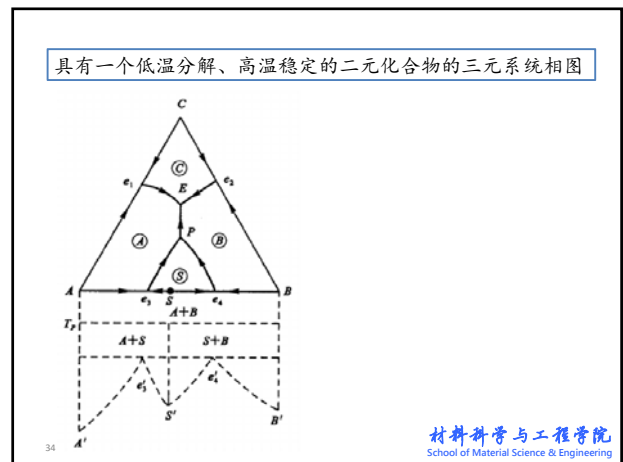 具有一个低温分解、高温稳定的二元化合物的三元系统相图
C
e1 C e2
E
P
A B
S
A e3 S e4 B
A+B
TP
A+S S+B
e'3 e'4
S'
A' B'
34
材料科学与工程学院
School of Material Science & Engineering